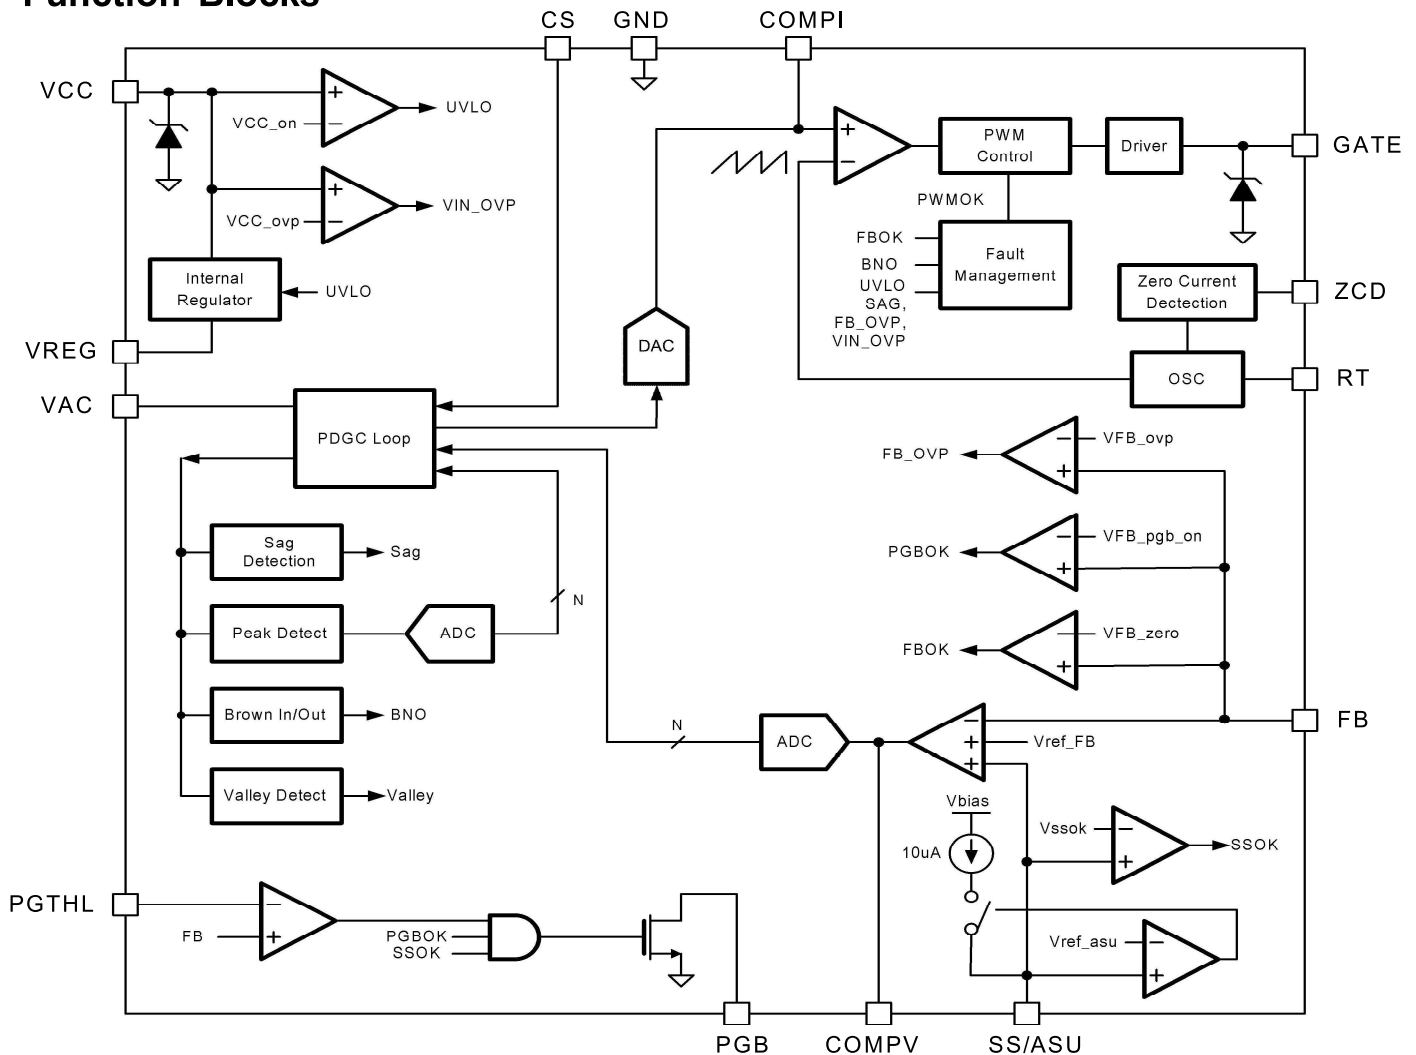 Function Blocks
CS
GND
COMPI
VCC
VCC_on
+
−
UVLO
VCC_ovp
+
−
VIN_OVP
Internal
Regulator
UVLO
VREG
VAC
+
−
PWM
Control
Driver
GATE
PWMOK
FBOK
BNO
UVLO
SAG,
FB_OVP,
VIN_OVP
Fault
Management
Zero Current
Dectection
ZCD
DAC
OSC
RT
PDGC Loop
FB_OVP
−
+
VFB_ovp
Sag
Detection
Sag
PGBOK
−
+
VFB_pgb_on
N
Peak Detect
ADC
FBOK
−
+
VFB_zero
Brown In/Out
BNO
N
ADC
−
+
+
Vref_FB
FB
Valley Detect
Valley
Vbias
10uA
Vssok
−
+
SSOK
PGTHL
FB
−
+
PGBOK
SSOK
Vref_asu
−
+
PGB
COMPV
SS/ASU